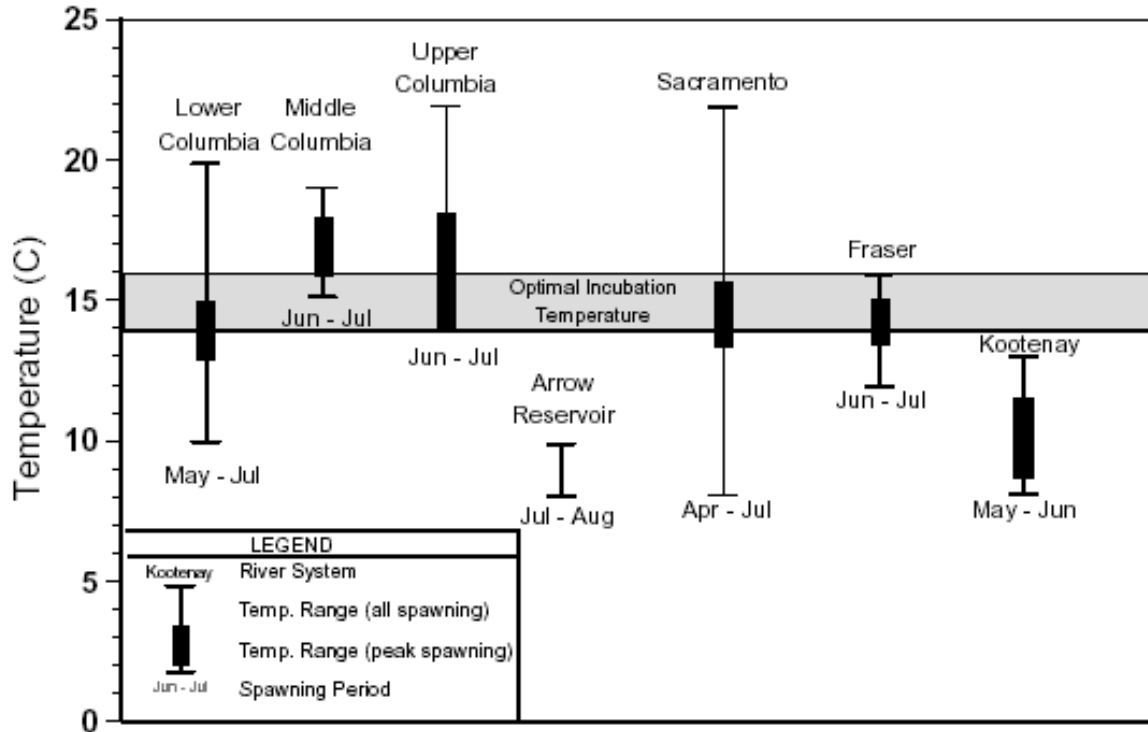 25
20
15
10
5
0
Temperature (C)
Lower
Columbia
May - Jul
Middle
Columbia
Jun - Jul
Upper
Columbia
Jun - Jul
Optimal Incubation
Temperature
Arrow
Reservoir
Jul - Aug
Sacramento
Apr - Jul
Fraser
Jun - Jul
Kootenay
May - Jun
LEGEND
Kootenay River System
Temp. Range (all spawning)
Temp. Range (peak spawning)
Jun - Jul Spawning Period